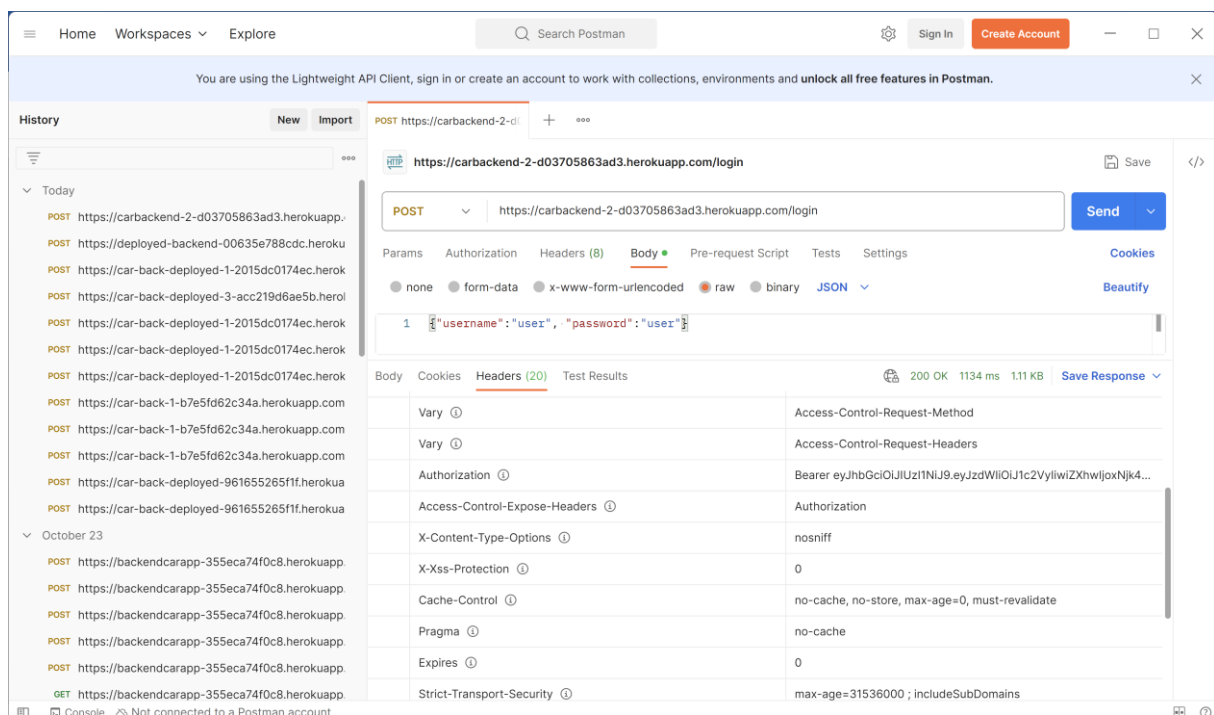 Home Workspaces Explore Search Postman Sign In Create Account
You are using the Lightweight API Client, sign in or create an account to work with collections, environments and unlock all free features in Postman.
History New Import
POST https://carbackend-2-d
HTTP https://carbackend-2-d03705863ad3.herokuapp.com/login Save </>
Today
POST https://carbackend-2-d03705863ad3.herokuapp.
POST https://deployed-backend-00635e788cdc.heroku
POST https://car-back-deployed-1-2015dc0174ec.herok
POST https://car-back-deployed-3-acc219d6ae5b.herol
POST https://car-back-deployed-1-2015dc0174ec.herok
POST https://car-back-deployed-1-2015dc0174ec.herok
POST https://car-back-deployed-1-2015dc0174ec.herok
POST https://car-back-1-b7e5fd62c34a.herokuapp.com
POST https://car-back-1-b7e5fd62c34a.herokuapp.com
POST https://car-back-1-b7e5fd62c34a.herokuapp.com
POST https://car-back-deployed-961655265f1f.herokua
POST https://car-back-deployed-961655265f1f.herokua
October 23
POST https://backendcarapp-355eca74f0c8.herokuapp.
POST https://backendcarapp-355eca74f0c8.herokuapp.
POST https://backendcarapp-355eca74f0c8.herokuapp.
POST https://backendcarapp-355eca74f0c8.herokuapp.
POST https://backendcarapp-355eca74f0c8.herokuapp.
GET https://backendcarapp-355eca74f0c8.herokuapp.
POST https://carbackend-2-d03705863ad3.herokuapp.com/login Send
Params Authorization Headers (8) Body Pre-request Script Tests Settings Cookies
none form-data x-www-form-urlencoded raw binary JSON Beautify
1 {"username":"user", "password":"user"}
Body Cookies Headers (20) Test Results 200 OK 1134 ms 1.11 KB Save Response
Vary Access-Control-Request-Method
Vary Access-Control-Request-Headers
Authorization Bearer eyJhbGciOiJIUzI1NiJ9.eyJzdWIiOiJ1c2VyIiwiZXhwIjoxNjk4...
Access-Control-Expose-Headers Authorization
X-Content-Type-Options nosniff
X-Xss-Protection 0
Cache-Control no-cache, no-store, max-age=0, must-revalidate
Pragma no-cache
Expires 0
Strict-Transport-Security max-age=31536000 ; includeSubDomains
Console Not connected to a Postman account